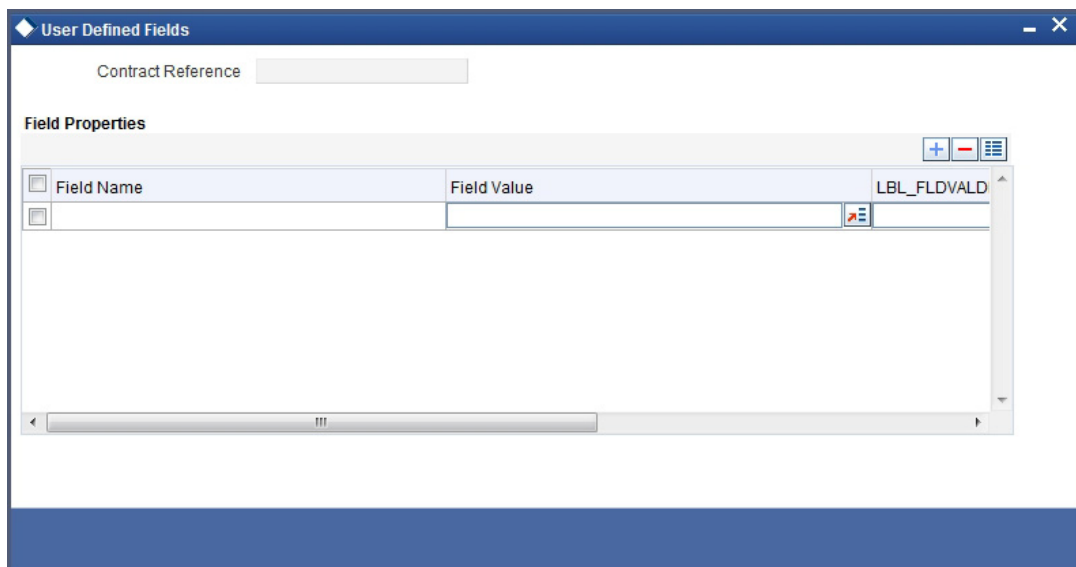 User Defined Fields
Contract Reference
Field Properties
Field Name Field Value LBL_FLDVALD